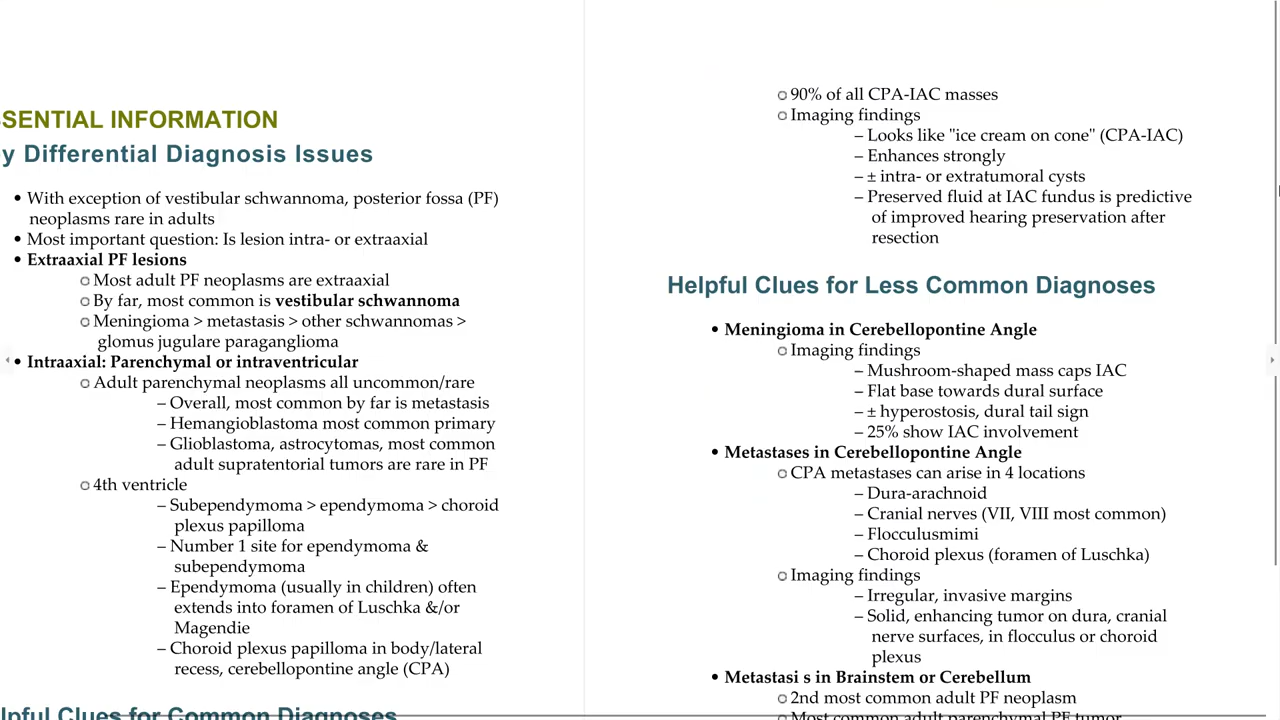 SSENTIAL INFORMATION
y Differential Diagnosis Issues
• With exception of vestibular schwannoma, posterior fossa (PF)
neoplasms rare in adults
• Most important question: Is lesion intra- or extraaxial
• Extraaxial PF lesions
○ Most adult PF neoplasms are extraaxial
○ By far, most common is vestibular schwannoma
○ Meningioma > metastasis > other schwannomas >
glomus jugulare paraganglioma
• Intraaxial: Parenchymal or intraventricular
○ Adult parenchymal neoplasms all uncommon/rare
– Overall, most common by far is metastasis
– Hemangioblastoma most common primary
– Glioblastoma, astrocytomas, most common
adult supratentorial tumors are rare in PF
○ 4th ventricle
– Subependymoma > ependymoma > choroid
plexus papilloma
– Number 1 site for ependymoma &
subependymoma
– Ependymoma (usually in children) often
extends into foramen of Luschka &/or
Magendie
– Choroid plexus papilloma in body/lateral
recess, cerebellopontine angle (CPA)
lpful Clues for Common Diagnoses
○ 90% of all CPA-IAC masses
○ Imaging findings
– Looks like "ice cream on cone" (CPA-IAC)
– Enhances strongly
– ± intra- or extratumoral cysts
– Preserved fluid at IAC fundus is predictive
of improved hearing preservation after
resection
Helpful Clues for Less Common Diagnoses
• Meningioma in Cerebellopontine Angle
○ Imaging findings
– Mushroom-shaped mass caps IAC
– Flat base towards dural surface
– ± hyperostosis, dural tail sign
– 25% show IAC involvement
• Metastases in Cerebellopontine Angle
○ CPA metastases can arise in 4 locations
– Dura-arachnoid
– Cranial nerves (VII, VIII most common)
– Flocculusmimi
– Choroid plexus (foramen of Luschka)
○ Imaging findings
– Irregular, invasive margins
– Solid, enhancing tumor on dura, cranial
nerve surfaces, in flocculus or choroid
plexus
• Metastasi s in Brainstem or Cerebellum
○ 2nd most common adult PF neoplasm
○ Most common adult parenchymal PF tumor